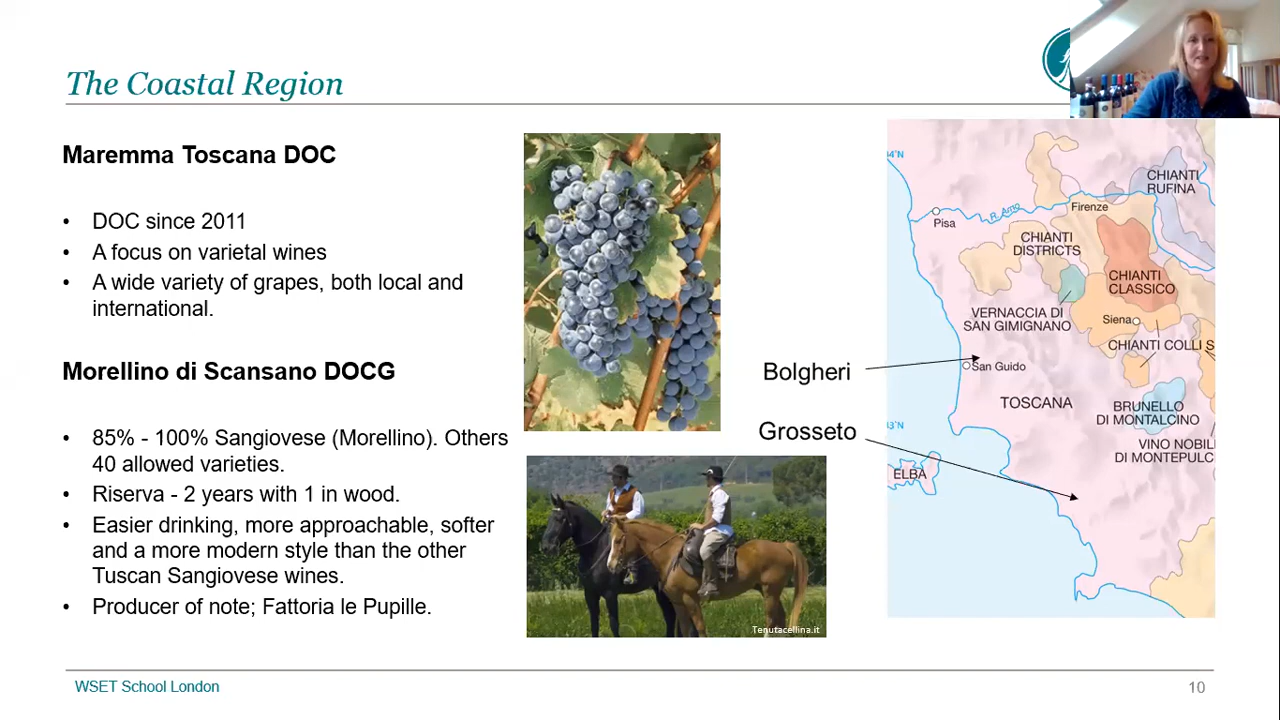 The Coastal Region
Maremma Toscana DOC
• DOC since 2011
• A focus on varietal wines
• A wide variety of grapes, both local and
international.
Morellino di Scansano DOCG
• 85% - 100% Sangiovese (Morellino). Others
40 allowed varieties.
• Riserva - 2 years with 1 in wood.
• Easier drinking, more approachable, softer
and a more modern style than the other
Tuscan Sangiovese wines.
• Producer of note; Fattoria le Pupille.
Tenutacellina.it
Bolgheri
Grosseto
4°N
CHIANTI
RUFINA
R. Arno
Firenze
Pisa
CHIANTI
DISTRICTS
CHIANTI
CLASSICO
VERNACCIA DI
SAN GIMIGNANO
Siena
CHIANTI COLLI S
San Guido
TOSCANA
BRUNELLO
DI MONTALCINO
3°N
VINO NOBIL
DI MONTEPULC
ELBA
WSET School London
10